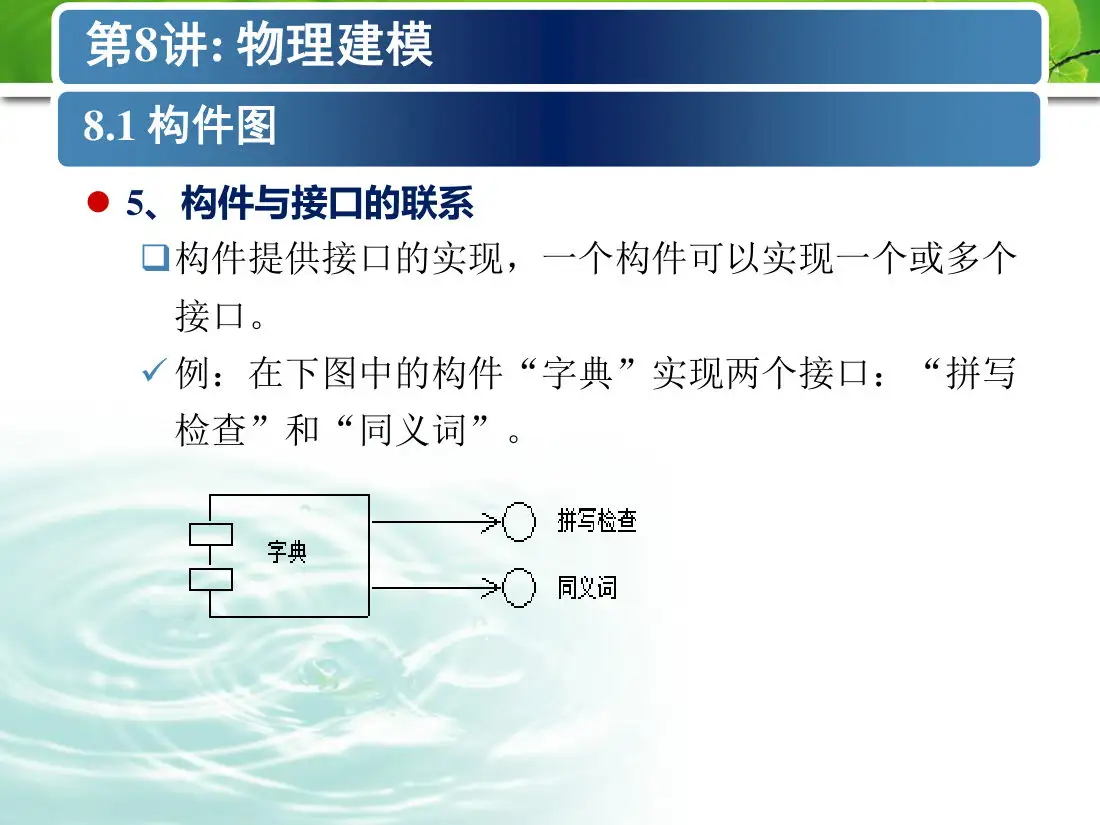 第8讲: 物理建模
8.1 构件图
5、构件与接口的联系
构件提供接口的实现，一个构件可以实现一个或多个
接口。
例：在下图中的构件“字典”实现两个接口：“拼写
检查”和“同义词”。
拼写检查
字典
同义词